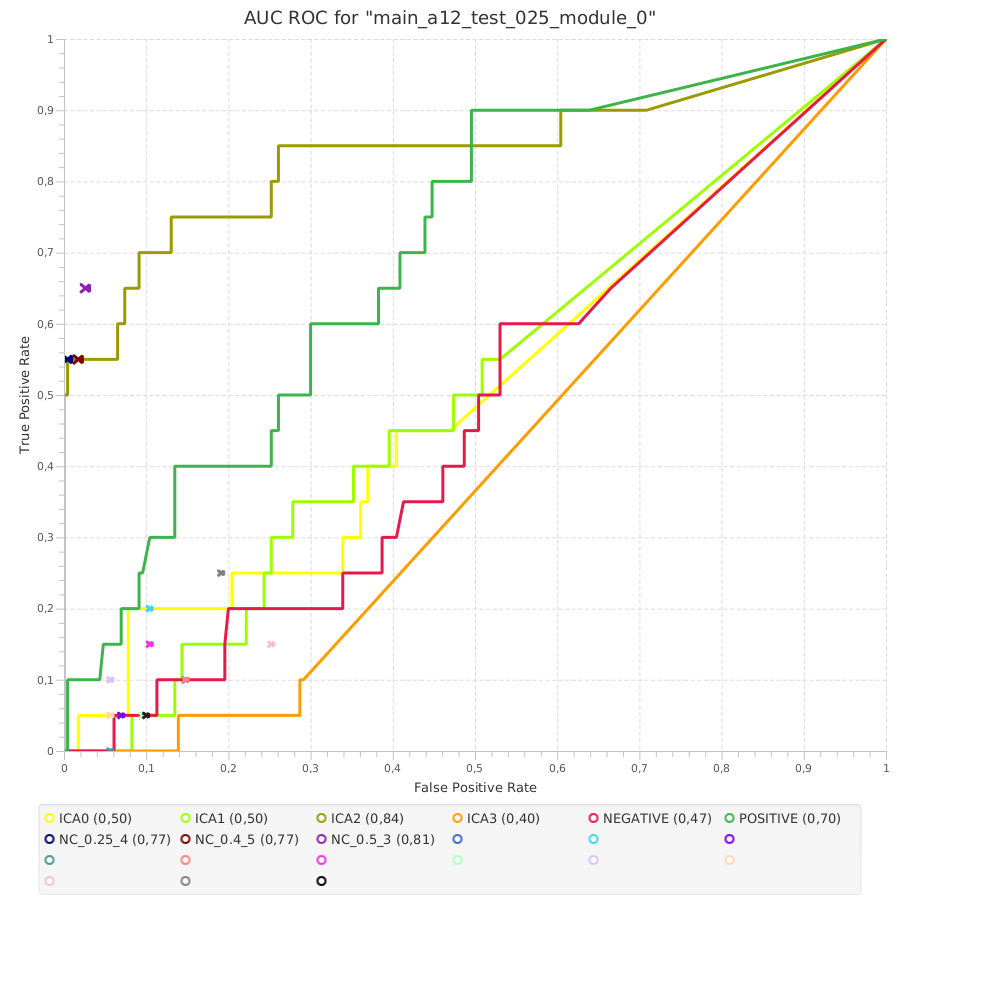 AUC ROC for "main_a12_test_025_module_0"
1
0,9
0,8
0,7
0,6
0,5
0,4
0,3
0,2
0,1
0
True Positive Rate
0 0,1 0,2 0,3 0,4 0,5 0,6 0,7 0,8 0,9 1
False Positive Rate
ICA0 (0,50) ICA1 (0,50) ICA2 (0,84) ICA3 (0,40) NEGATIVE (0,47) POSITIVE (0,70)
NC_0.25_4 (0,77) NC_0.4_5 (0,77) NC_0.5_3 (0,81)